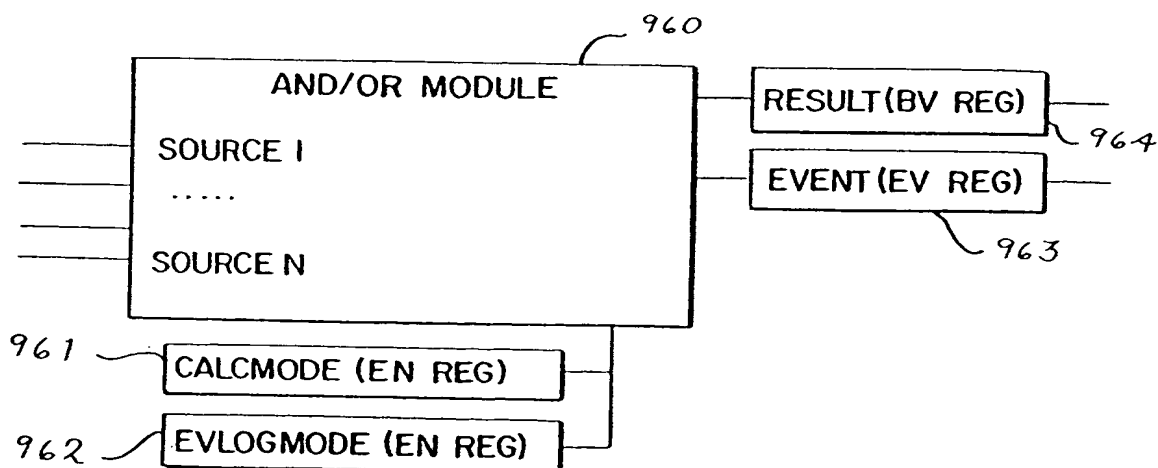 960
AND/OR MODULE
RESULT(BV REG)
964
SOURCE 1
EVENT (EV REG)
.....
963
SOURCE N
961
CALCMODE (EN REG)
962
EVLOGMODE (EN REG)